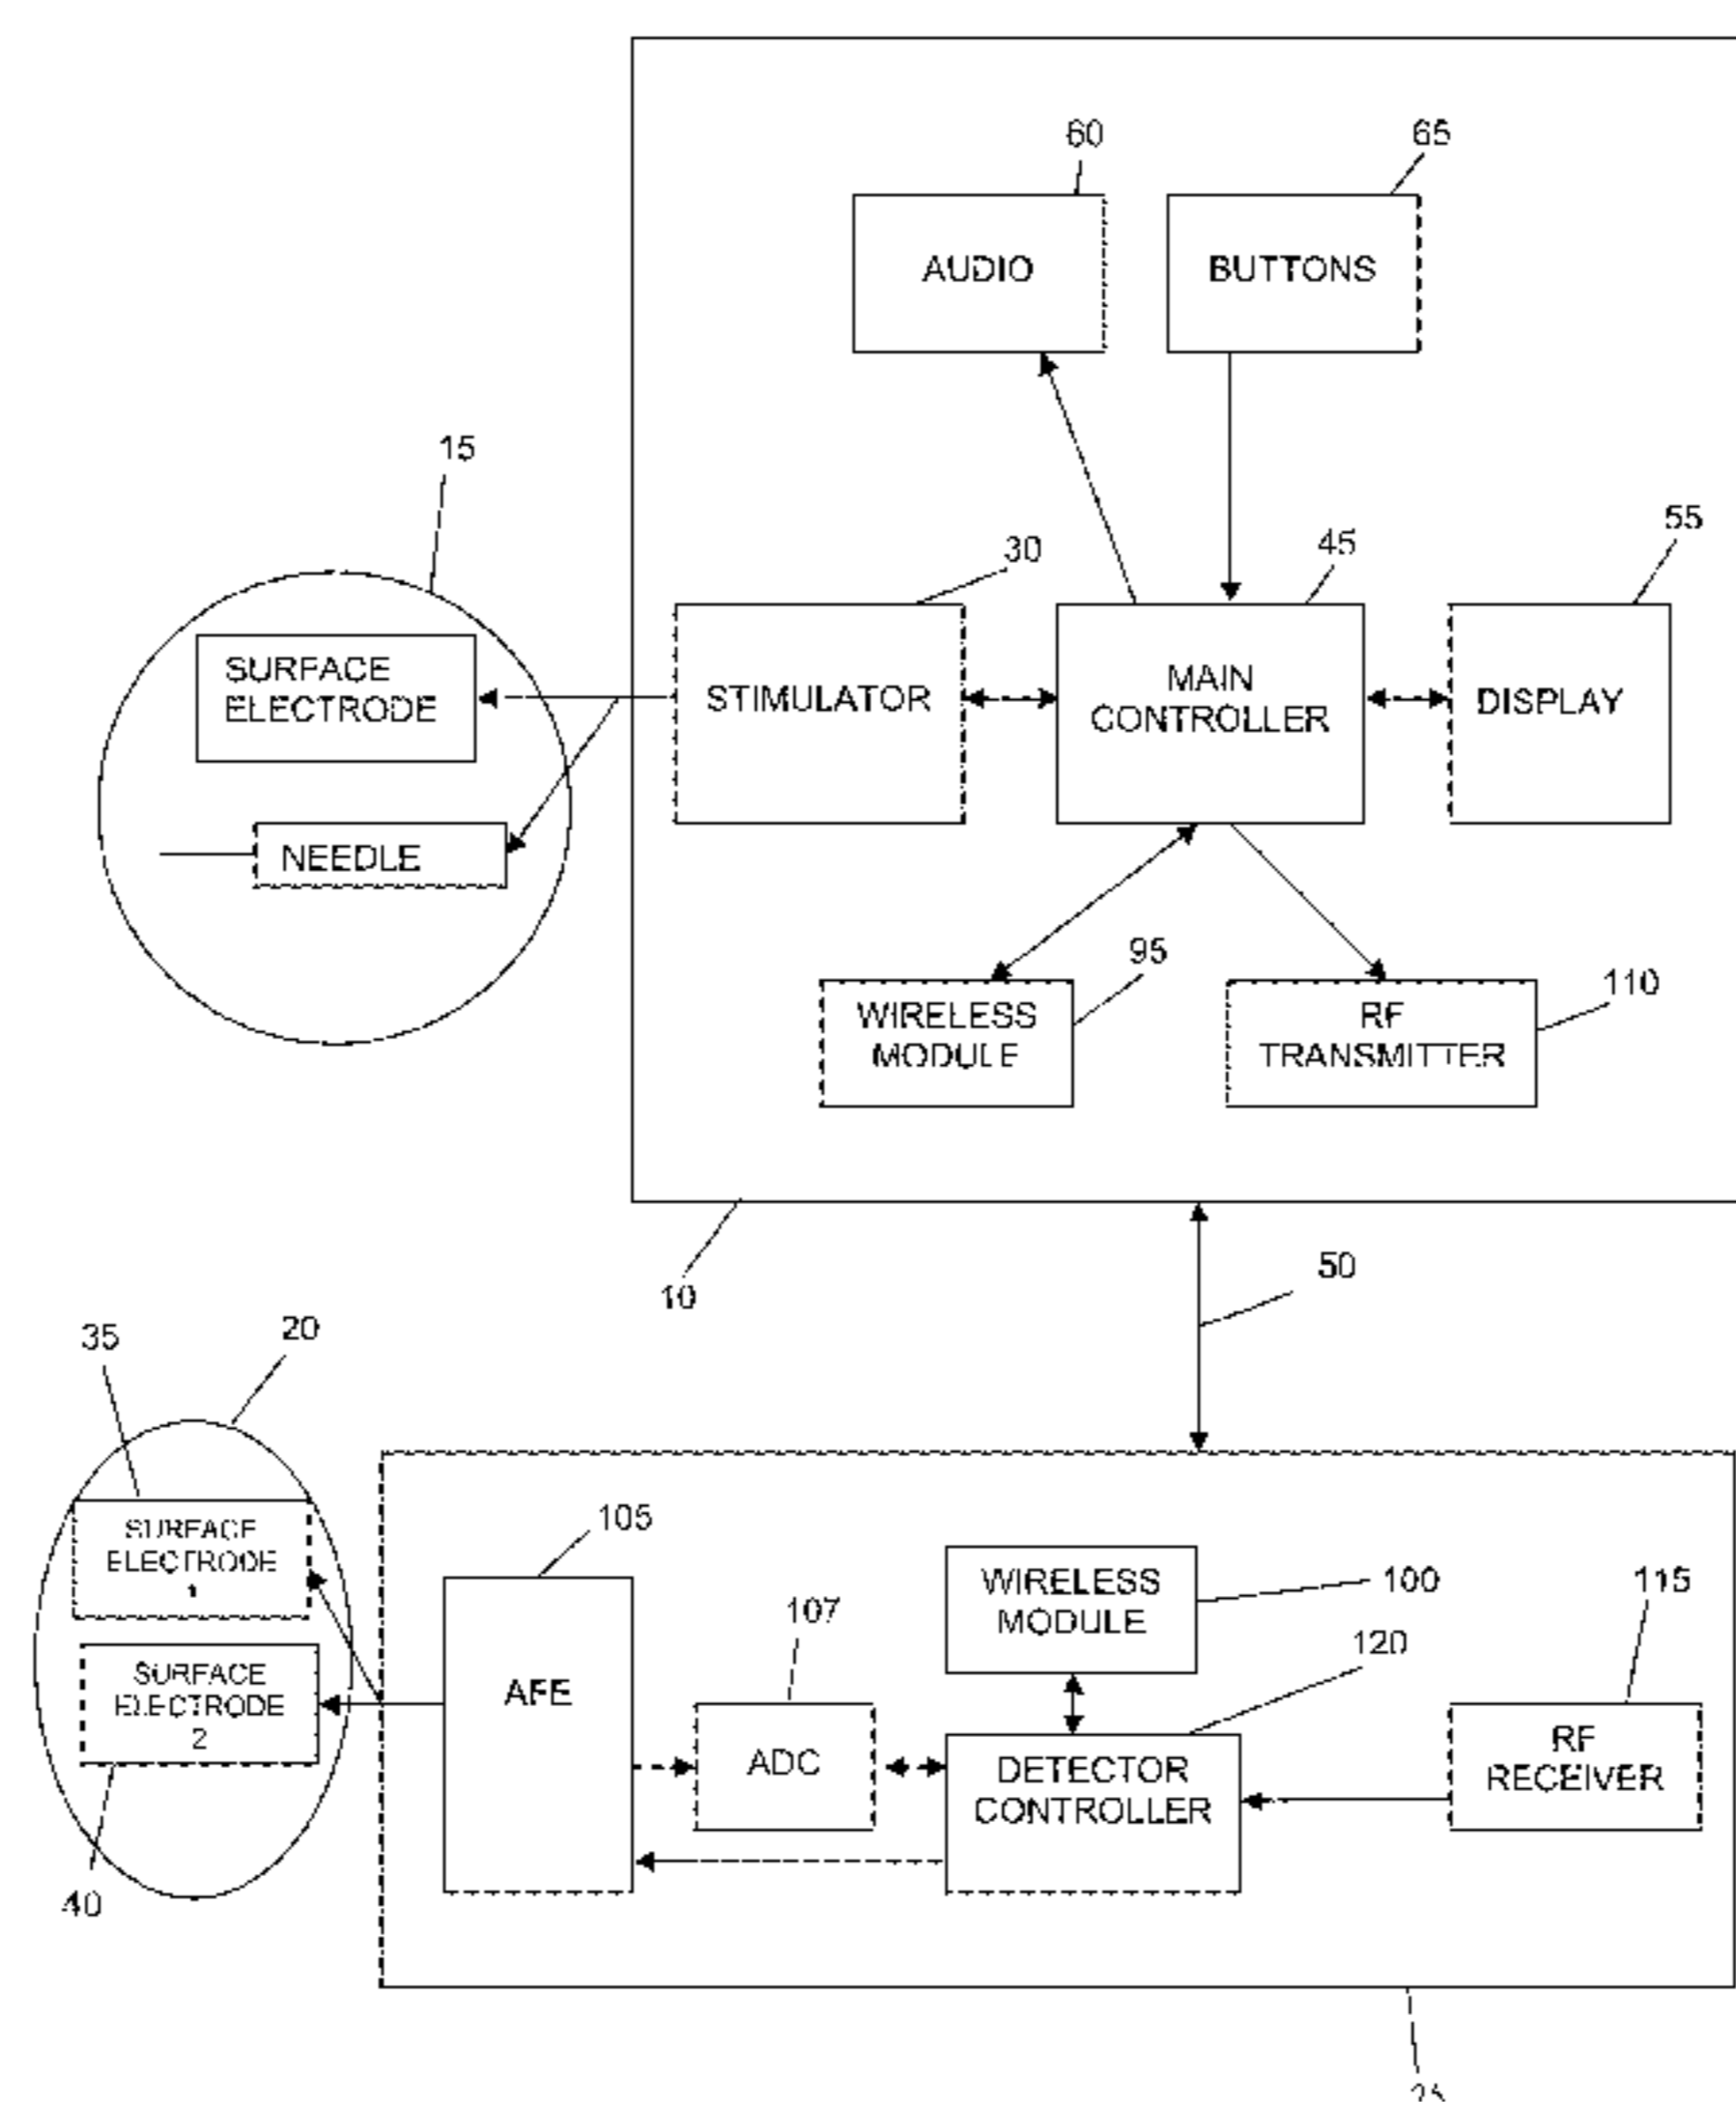 60
65
AUDIO
BUTTONS
15
30
45
55
SURFACE
ELECTRODE
STIMULATOR
MAIN
CONTROLLER
DISPLAY
NEEDLE
95
110
WIRELESS
MODULE
RF
TRANSMITTER
10
50
35
20
SURFACE
ELECTRODE
1
SURFACE
ELECTRODE
2
40
105
AFE
107
ADC
WIRELESS
MODULE
100
120
DETECTOR
CONTROLLER
115
RF
RECEIVER